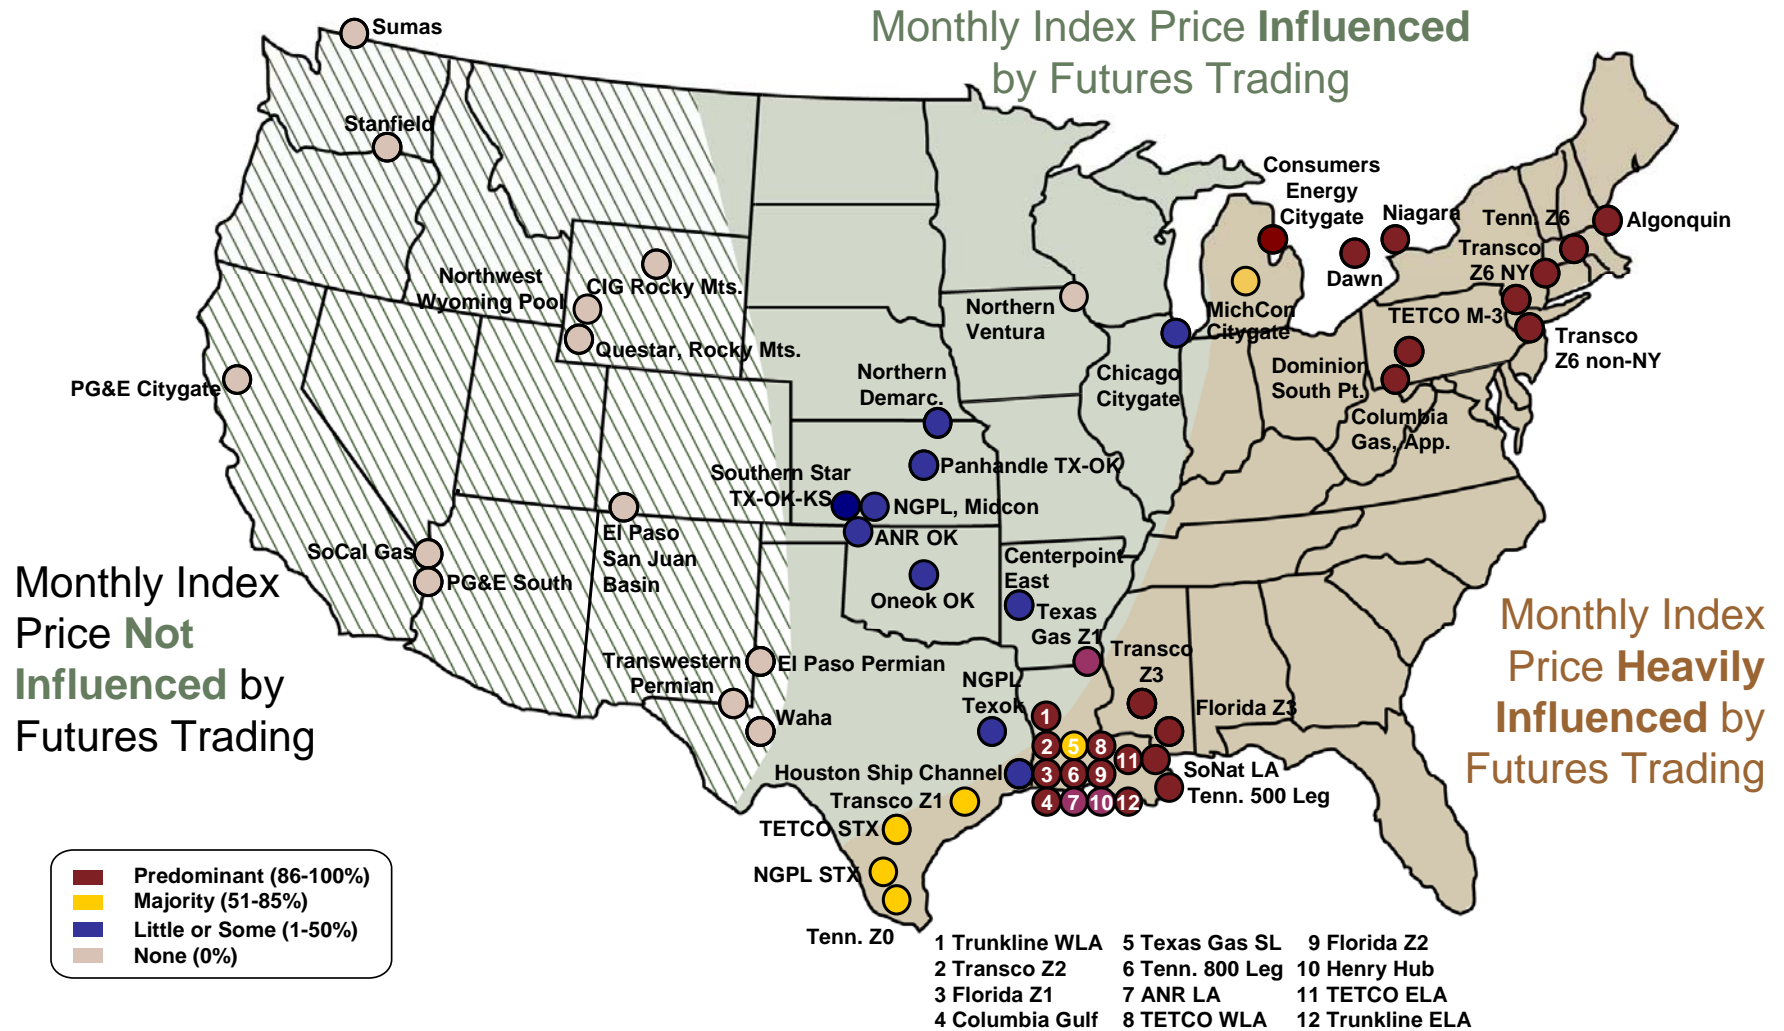 Monthly Index Price Influenced
by Futures Trading
Sumas
Stanfield
Consumers
Energy
Citygate
Niagara
Tenn. Z6
Algonquin
Transco
Z6 NY
Dawn
Northwest
Wyoming Pool
CIG Rocky Mts.
Northern
Ventura
MichCon
Citygate
TETCO M-3
Transco
Z6 non-NY
Questar, Rocky Mts.
PG&E Citygate
Northern
Demarc.
Chicago
Citygate
Dominion
South Pt.
Columbia
Gas, App.
Southern Star
TX-OK-KS
Panhandle TX-OK
NGPL, Midcon
ANR OK
El Paso
San Juan
Basin
SoCal Gas
PG&E South
Centerpoint
East
Oneok OK
Texas
Gas Z1
Monthly Index
Price Not
Influenced by
Futures Trading
Monthly Index
Price Heavily
Influenced by
Futures Trading
Transwestern
Permian
El Paso Permian
Waha
NGPL
Texok
Transco
Z3
Florida Z3
1
2 5 8
11
3 6 9
4 7 10 12
Houston Ship Channel
SoNat LA
Tenn. 500 Leg
Transco Z1
TETCO STX
NGPL STX
Tenn. Z0
Predominant (86-100%)
Majority (51-85%)
Little or Some (1-50%)
None (0%)
1 Trunkline WLA 5 Texas Gas SL 9 Florida Z2
2 Transco Z2 6 Tenn. 800 Leg 10 Henry Hub
3 Florida Z1 7 ANR LA 11 TETCO ELA
4 Columbia Gulf 8 TETCO WLA 12 Trunkline ELA